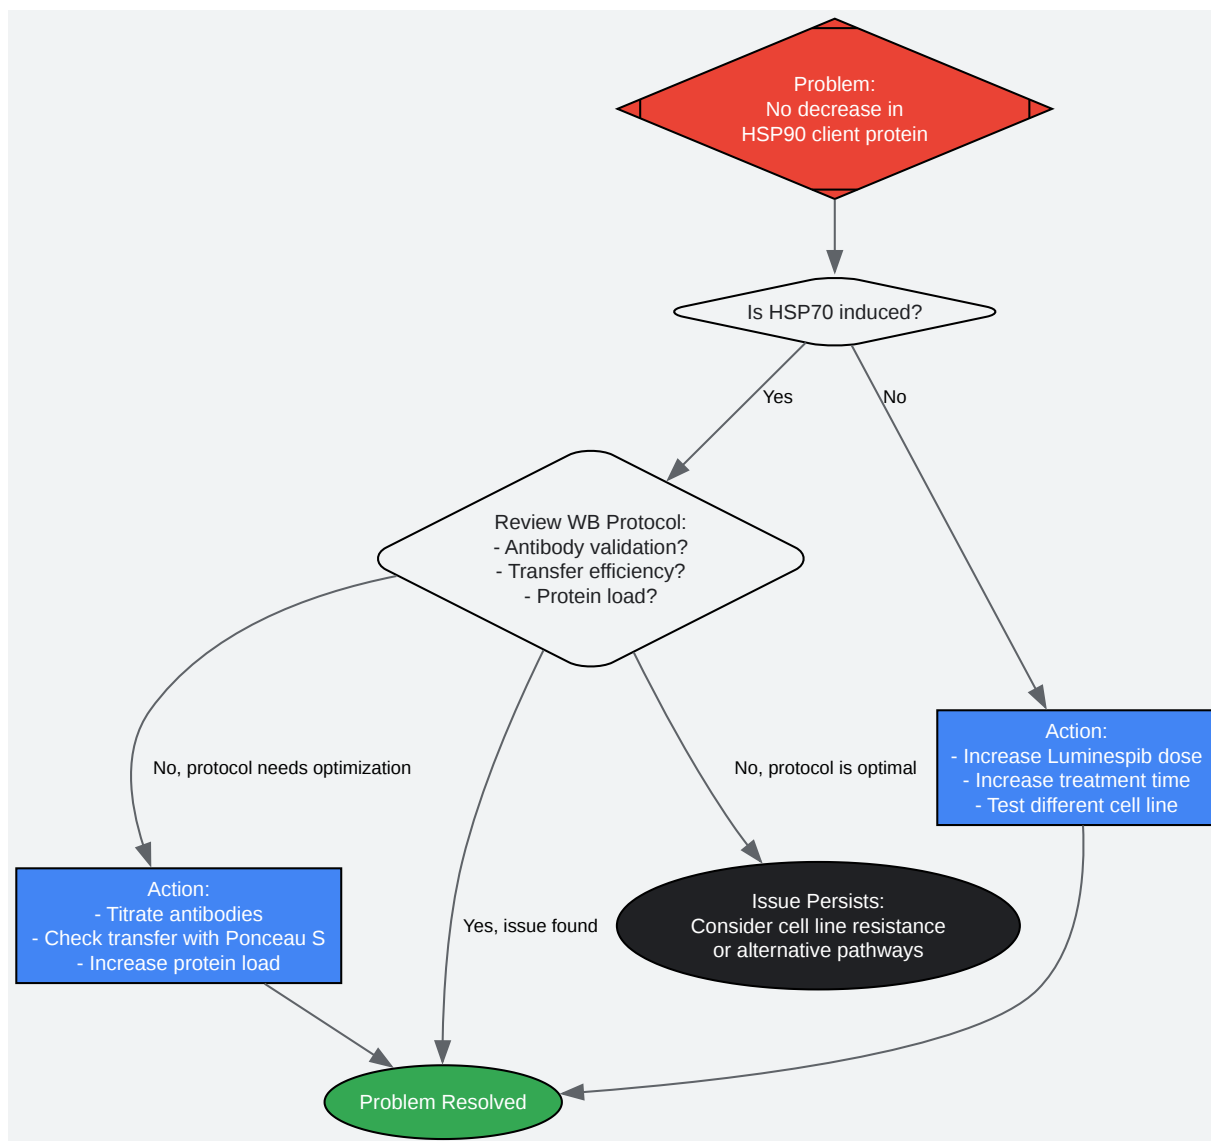 Problem:
No decrease in
HSP90 client protein
Is HSP70 induced?
Yes
No
Review WB Protocol:
- Antibody validation?
- Transfer efficiency?
- Protein load?
No, protocol needs optimization
No, protocol is optimal
Action:
- Increase Luminespib dose
- Increase treatment time
- Test different cell line
Action:
- Titrate antibodies
- Check transfer with Ponceau S
- Increase protein load
Yes, issue found
Issue Persists:
Consider cell line resistance
or alternative pathways
Problem Resolved